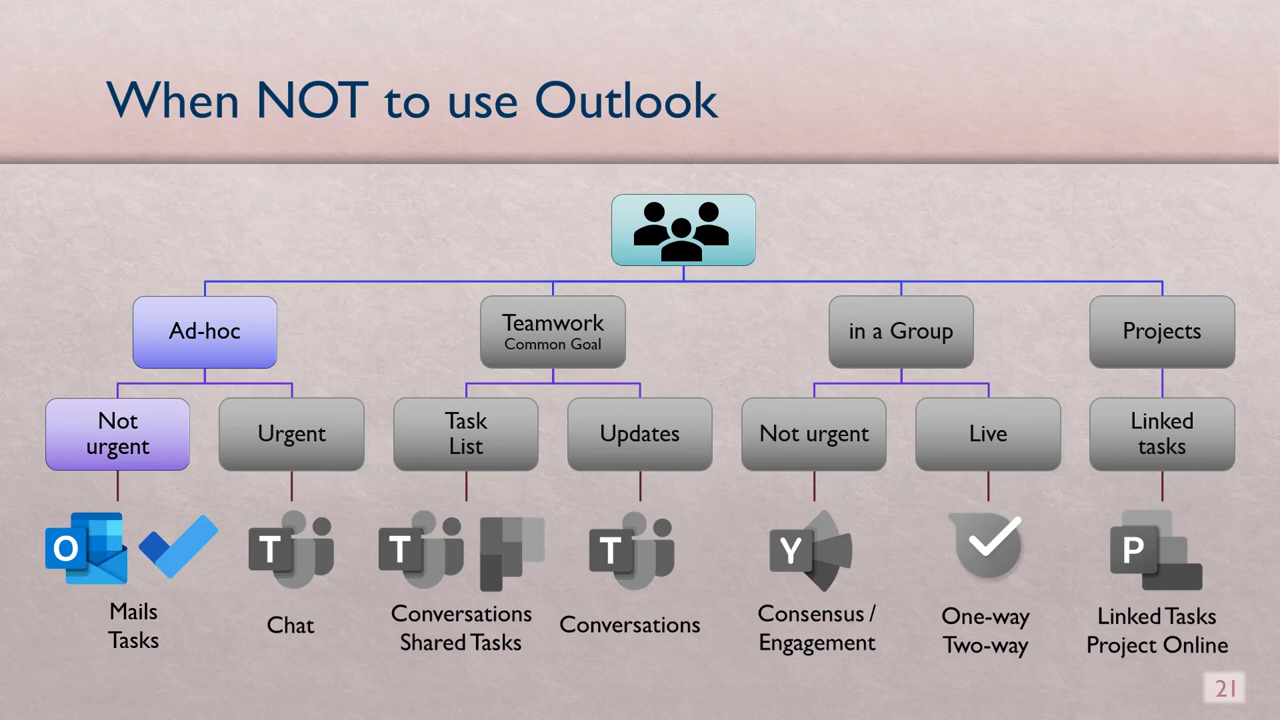 When NOT to use Outlook
Ad-hoc
Teamwork
Common Goal
in a Group
Projects
Not
urgent
Urgent
Task
List
Updates
Not urgent
Live
Linked
tasks
O
T
T
T
Y
P
Mails
Tasks
Chat
Conversations
Shared Tasks
Conversations
Consensus /
Engagement
One-way
Two-way
Linked Tasks
Project Online
21